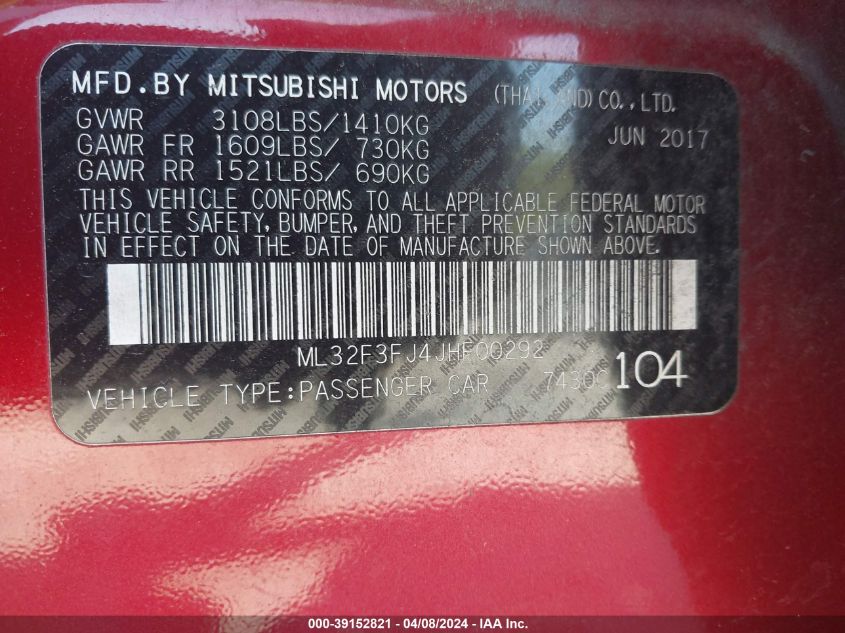 MFD.BY MITSUBISHI MOTORS (THAILAND) CO., LTD.
GVWR 3108LBS/1410KG JUN 2017
GAWR FR 1609LBS/ 730KG
GAWR RR 1521LBS/ 690KG
THIS VEHICLE CONFORMS TO ALL APPLICABLE FEDERAL MOTOR
VEHICLE SAFETY, BUMPER, AND THEFT PREVENTION STANDARDS
IN EFFECT ON THE DATE OF MANUFACTURE SHOWN ABOVE.
ML32F3FJ4JHF00292
VEHICLE TYPE:PASSENGER CAR 7430C 104
000-39152821 - 04/08/2024 - IAA Inc.